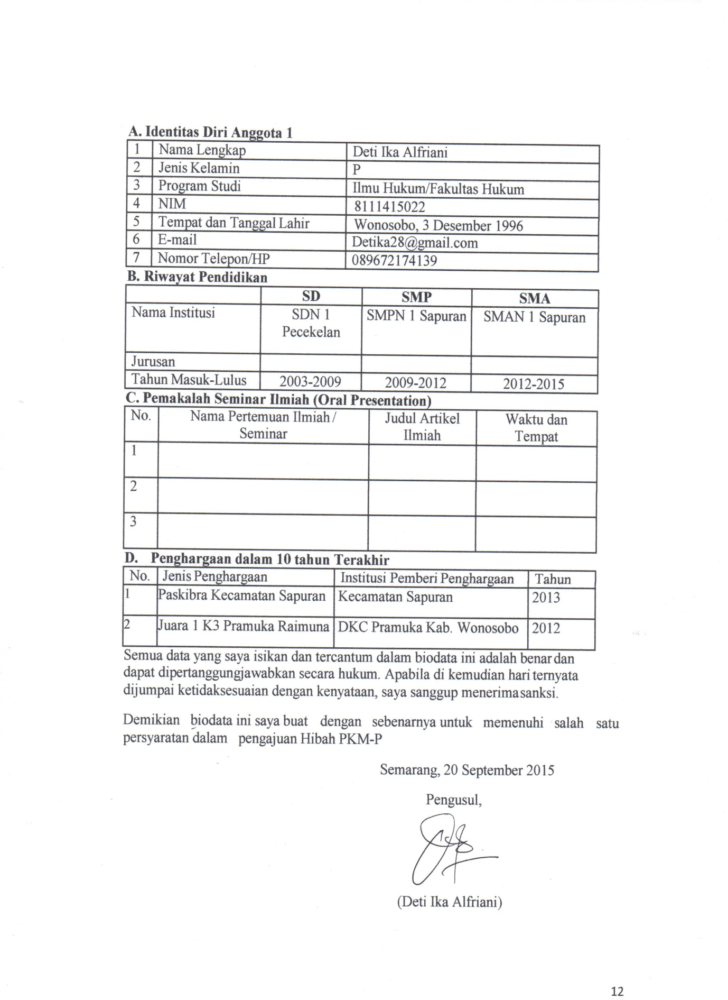 A. Identitas Diri Anggota 1
1 Nama Lengkap Deti Ika Alfriani
2 Jenis Kelamin P
3 Program Studi Ilmu Hukum/Fakultas Hukum
4 NIM 8111415022
5 Tempat dan Tanggal Lahir Wonosobo, 3 Desember 1996
6 E-mail Detika28@gmail.com
7 Nomor Telepon/HP 089672174139
B. Riwayat Pendidikan
SD SMP SMA
Nama Institusi SDN 1 SMPN 1 Sapuran SMAN 1 Sapuran
Pecekelan
Jurusan
Tahun Masuk-Lulus 2003-2009 2009-2012 2012-2015
C. Pemakalah Seminar Ilmiah (Oral Presentation)
No. Nama Pertemuan Ilmiah / Judul Artikel Waktu dan
Seminar Ilmiah Tempat
1
2
3
D. Penghargaan dalam 10 tahun Terakhir
No. Jenis Penghargaan Institusi Pemberi Penghargaan Tahun
1 Paskibra Kecamatan Sapuran Kecamatan Sapuran 2013
2 Juara 1 K3 Pramuka Raimuna DKC Pramuka Kab. Wonosobo 2012
Semua data yang saya isikan dan tercantum dalam biodata ini adalah benar dan
dapat dipertanggungjawabkan secara hukum. Apabila di kemudian hari ternyata
dijumpai ketidaksesuaian dengan kenyataan, saya sanggup menerima sanksi.
Demikian biodata ini saya buat dengan sebenarnya untuk memenuhi salah satu
persyaratan dalam pengajuan Hibah PKM-P
Semarang, 20 September 2015
Pengusul,
(Deti Ika Alfriani)
12